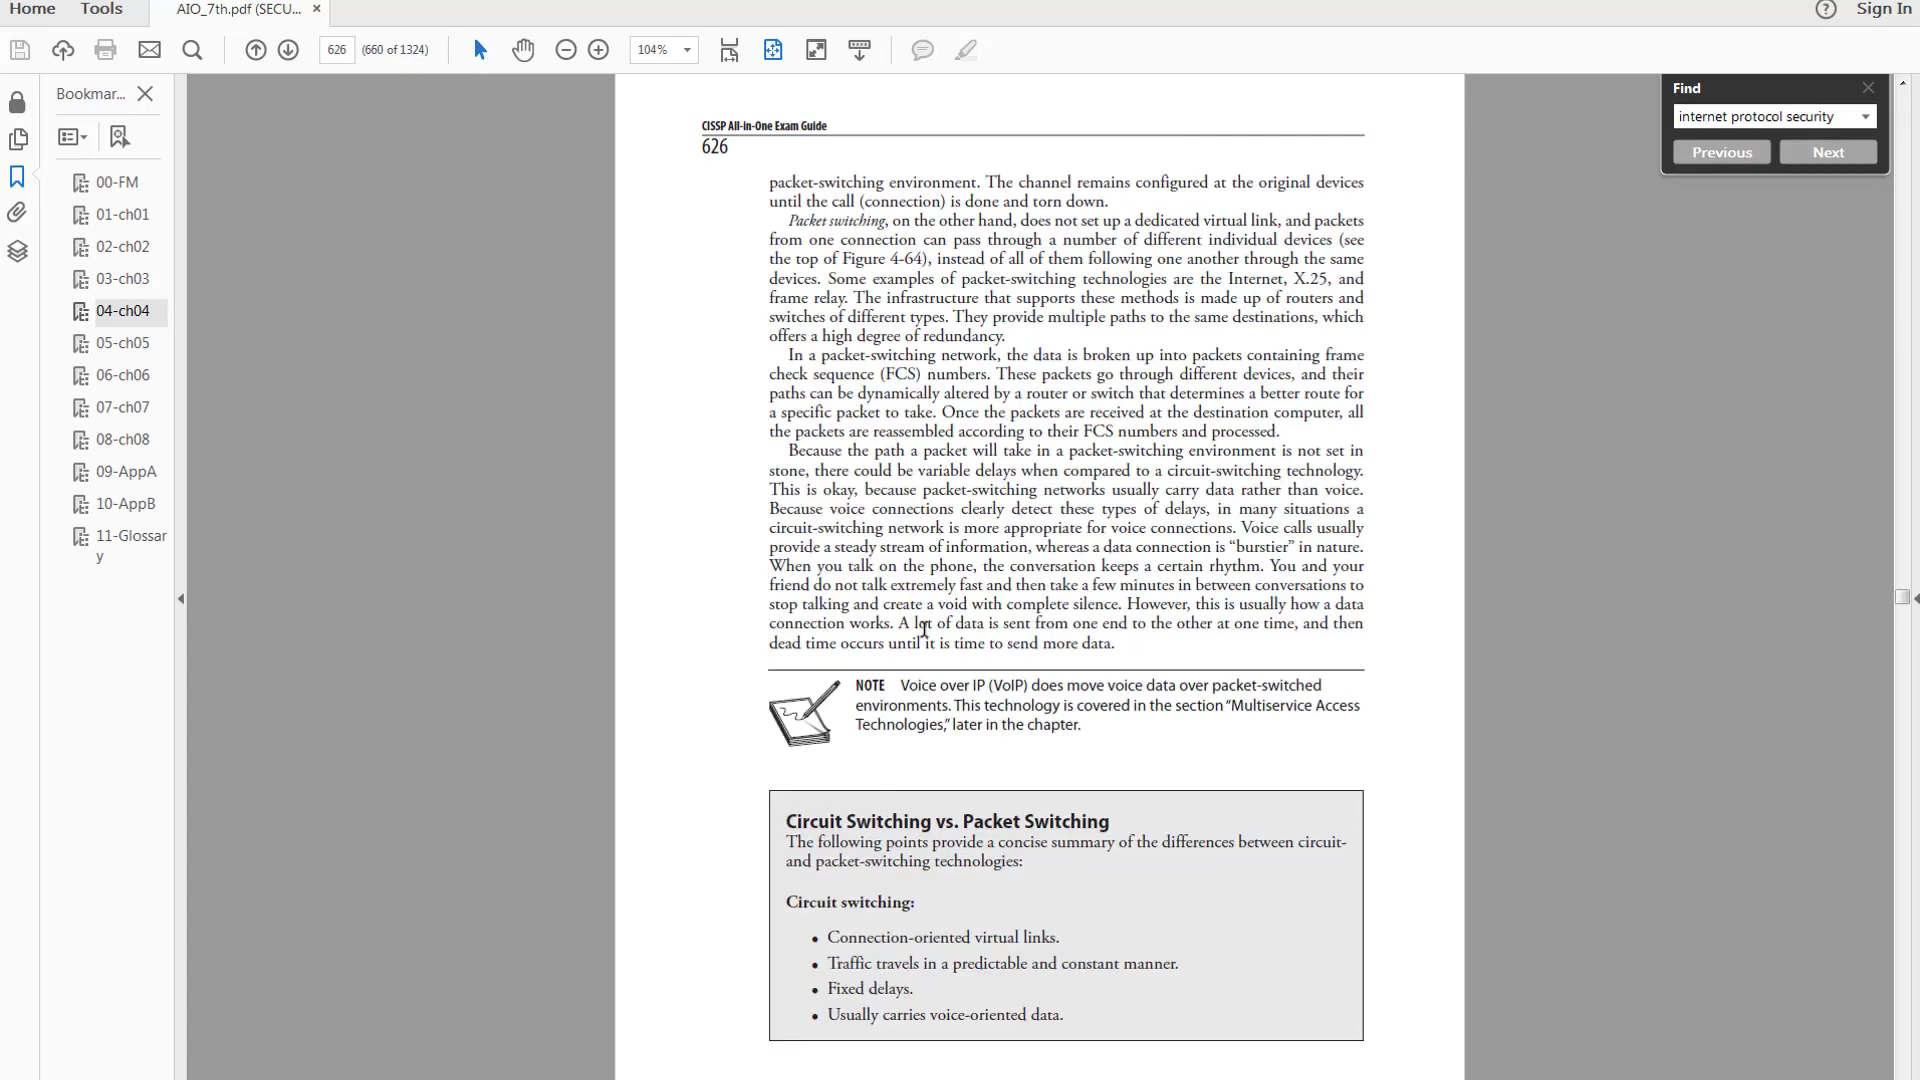 Home Tools AIO_7th.pdf (SECU... × Sign In
626 (660 of 1324) 104%
Bookmar...
00-FM
01-ch01
02-ch02
03-ch03
04-ch04
05-ch05
06-ch06
07-ch07
08-ch08
09-AppA
10-AppB
11-Glossar
y
Find
internet protocol security
Previous Next
CISSP All-in-One Exam Guide
626
packet-switching environment. The channel remains configured at the original devices
until the call (connection) is done and torn down.
Packet switching, on the other hand, does not set up a dedicated virtual link, and packets
from one connection can pass through a number of different individual devices (see
the top of Figure 4-64), instead of all of them following one another through the same
devices. Some examples of packet-switching technologies are the Internet, X.25, and
frame relay. The infrastructure that supports these methods is made up of routers and
switches of different types. They provide multiple paths to the same destinations, which
offers a high degree of redundancy.
In a packet-switching network, the data is broken up into packets containing frame
check sequence (FCS) numbers. These packets go through different devices, and their
paths can be dynamically altered by a router or switch that determines a better route for
a specific packet to take. Once the packets are received at the destination computer, all
the packets are reassembled according to their FCS numbers and processed.
Because the path a packet will take in a packet-switching environment is not set in
stone, there could be variable delays when compared to a circuit-switching technology.
This is okay, because packet-switching networks usually carry data rather than voice.
Because voice connections clearly detect these types of delays, in many situations a
circuit-switching network is more appropriate for voice connections. Voice calls usually
provide a steady stream of information, whereas a data connection is “burstier” in nature.
When you talk on the phone, the conversation keeps a certain rhythm. You and your
friend do not talk extremely fast and then take a few minutes in between conversations to
stop talking and create a void with complete silence. However, this is usually how a data
connection works. A lot of data is sent from one end to the other at one time, and then
dead time occurs until it is time to send more data.
NOTE Voice over IP (VoIP) does move voice data over packet-switched
environments. This technology is covered in the section “Multiservice Access
Technologies,” later in the chapter.
Circuit Switching vs. Packet Switching
The following points provide a concise summary of the differences between circuit-
and packet-switching technologies:
Circuit switching:
• Connection-oriented virtual links.
• Traffic travels in a predictable and constant manner.
• Fixed delays.
• Usually carries voice-oriented data.